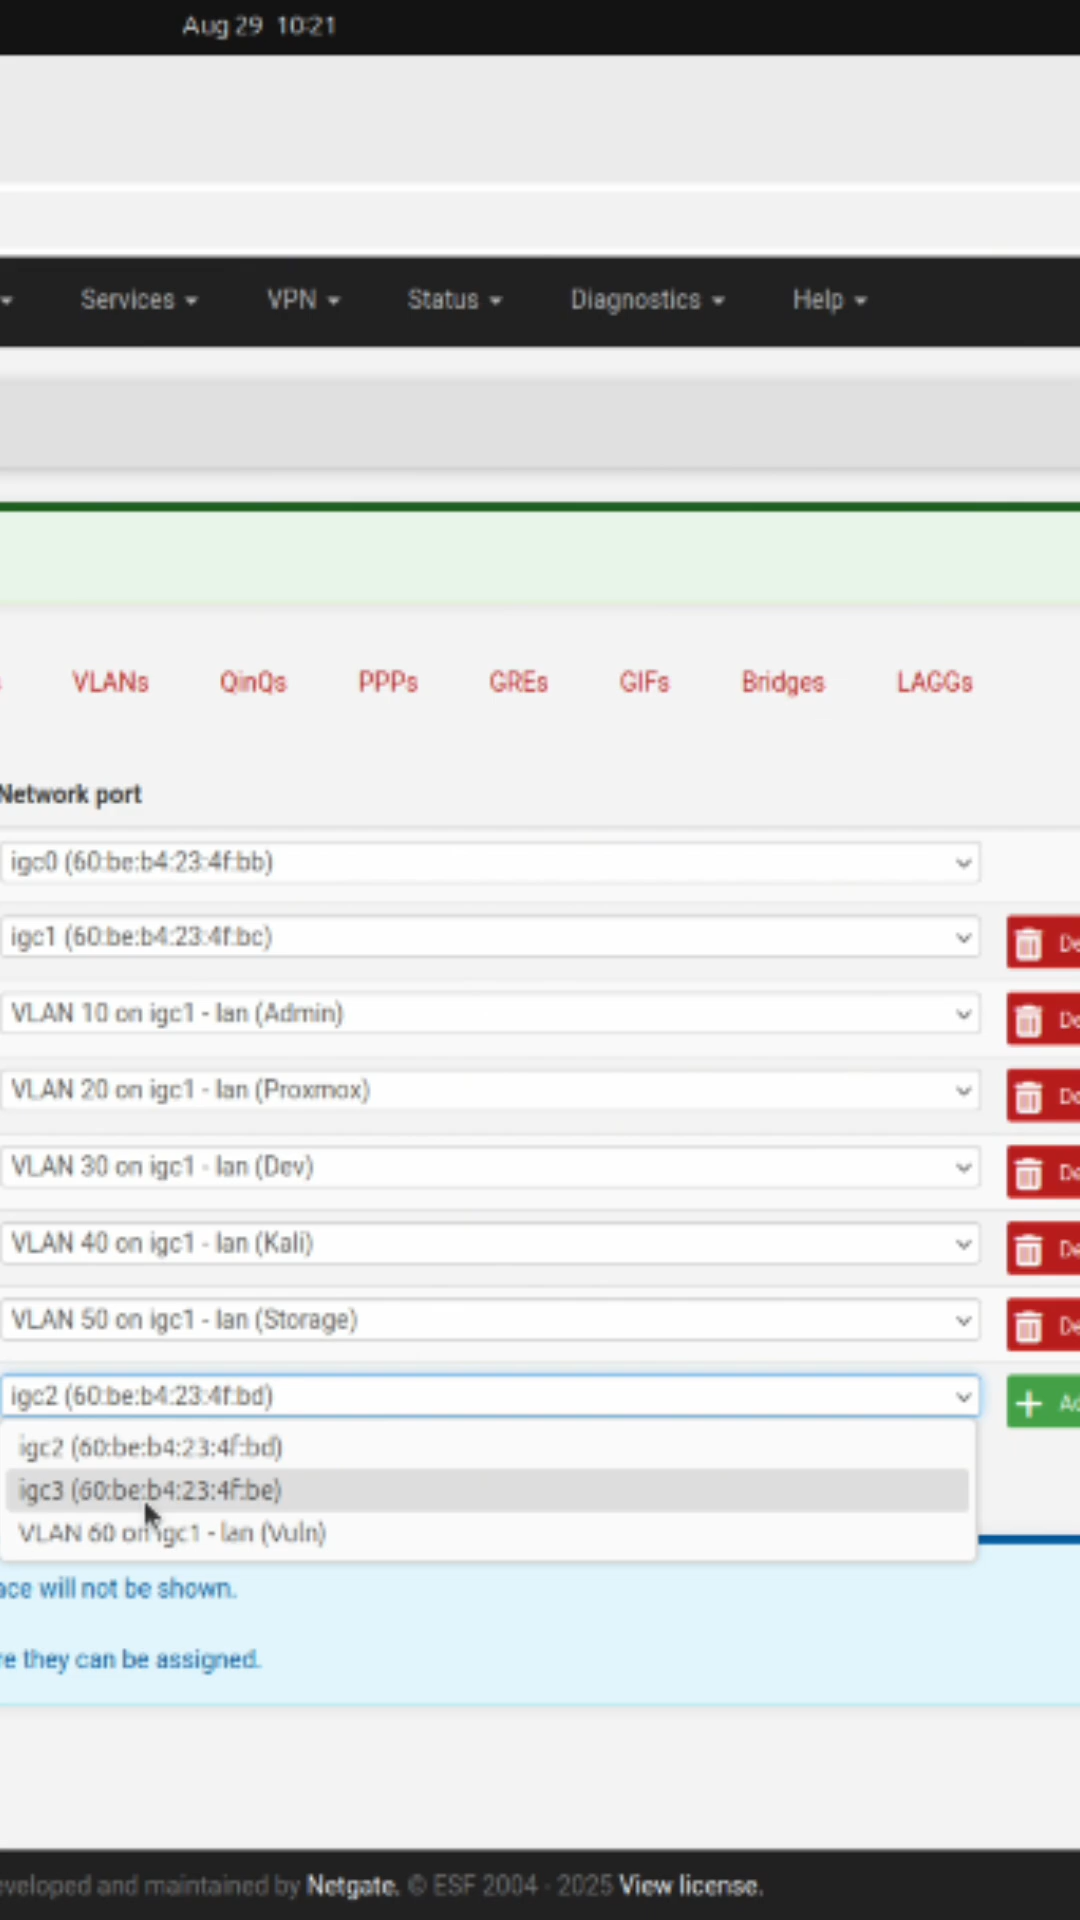 Aug 29 10:21
Services VPN Status Diagnostics Help
VLANs QinQs PPPs GREs GIFs Bridges LAGGs
Network port
igc0 (60:be:b4:23:4f:bb)
igc1 (60:be:b4:23:4f:bc)
VLAN 10 on igc1 - lan (Admin)
VLAN 20 on igc1 - lan (Proxmox)
VLAN 30 on igc1 - lan (Dev)
VLAN 40 on igc1 - lan (Kali)
VLAN 50 on igc1 - lan (Storage)
igc2 (60:be:b4:23:4f:bd)
igc2 (60:be:b4:23:4f:bd)
igc3 (60:be:b4:23:4f:be)
VLAN 60 on igc1 - lan (Vuln)
will not be shown.
they can be assigned.
and maintained by Netgate. © ESF 2004 - 2025 View license.